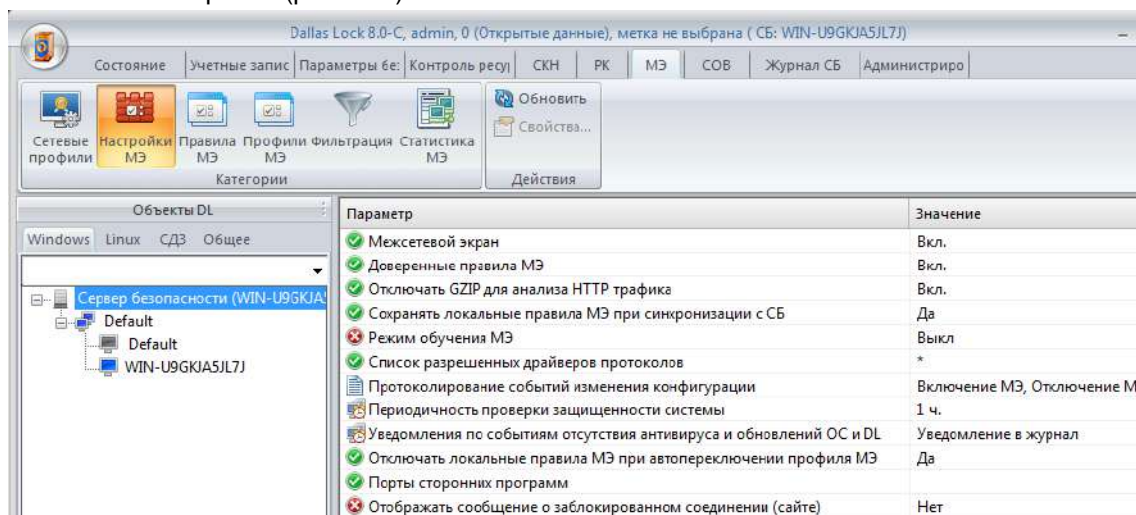 Dallas Lock 8.0-C, admin, 0 (Открытые данные), метка не выбрана ( СБ: WIN-U9GKJA5JL7J)
Состояние Учетные запис Параметры бе: Контроль ресу СКН РК МЭ СОВ Журнал СБ Администриро
Сетевые профили
Настройки МЭ
Правила МЭ
Профили МЭ
Фильтрация
Статистика МЭ
Обновить
Свойства...
Категории
Действия
Объекты DL
Windows Linux СДЗ Общее
Сервер безопасности (WIN-U9GKJA
Default
Default
WIN-U9GKJA5JL7J
Параметр Значение
Межсетевой экран Вкл.
Доверенные правила МЭ Вкл.
Отключать GZIP для анализа HTTP трафика Вкл.
Сохранять локальные правила МЭ при синхронизации с СБ Да
Режим обучения МЭ Выкл
Список разрешенных драйверов протоколов *
Протоколирование событий изменения конфигурации Включение МЭ, Отключение М
Периодичность проверки защищенности системы 1 ч.
Уведомления по событиям отсутствия антивируса и обновлений ОС и DL Уведомление в журнал
Отключать локальные правила МЭ при автопереключении профиля МЭ Да
Порты сторонних программ
Отображать сообщение о заблокированном соединении (сайте) Нет